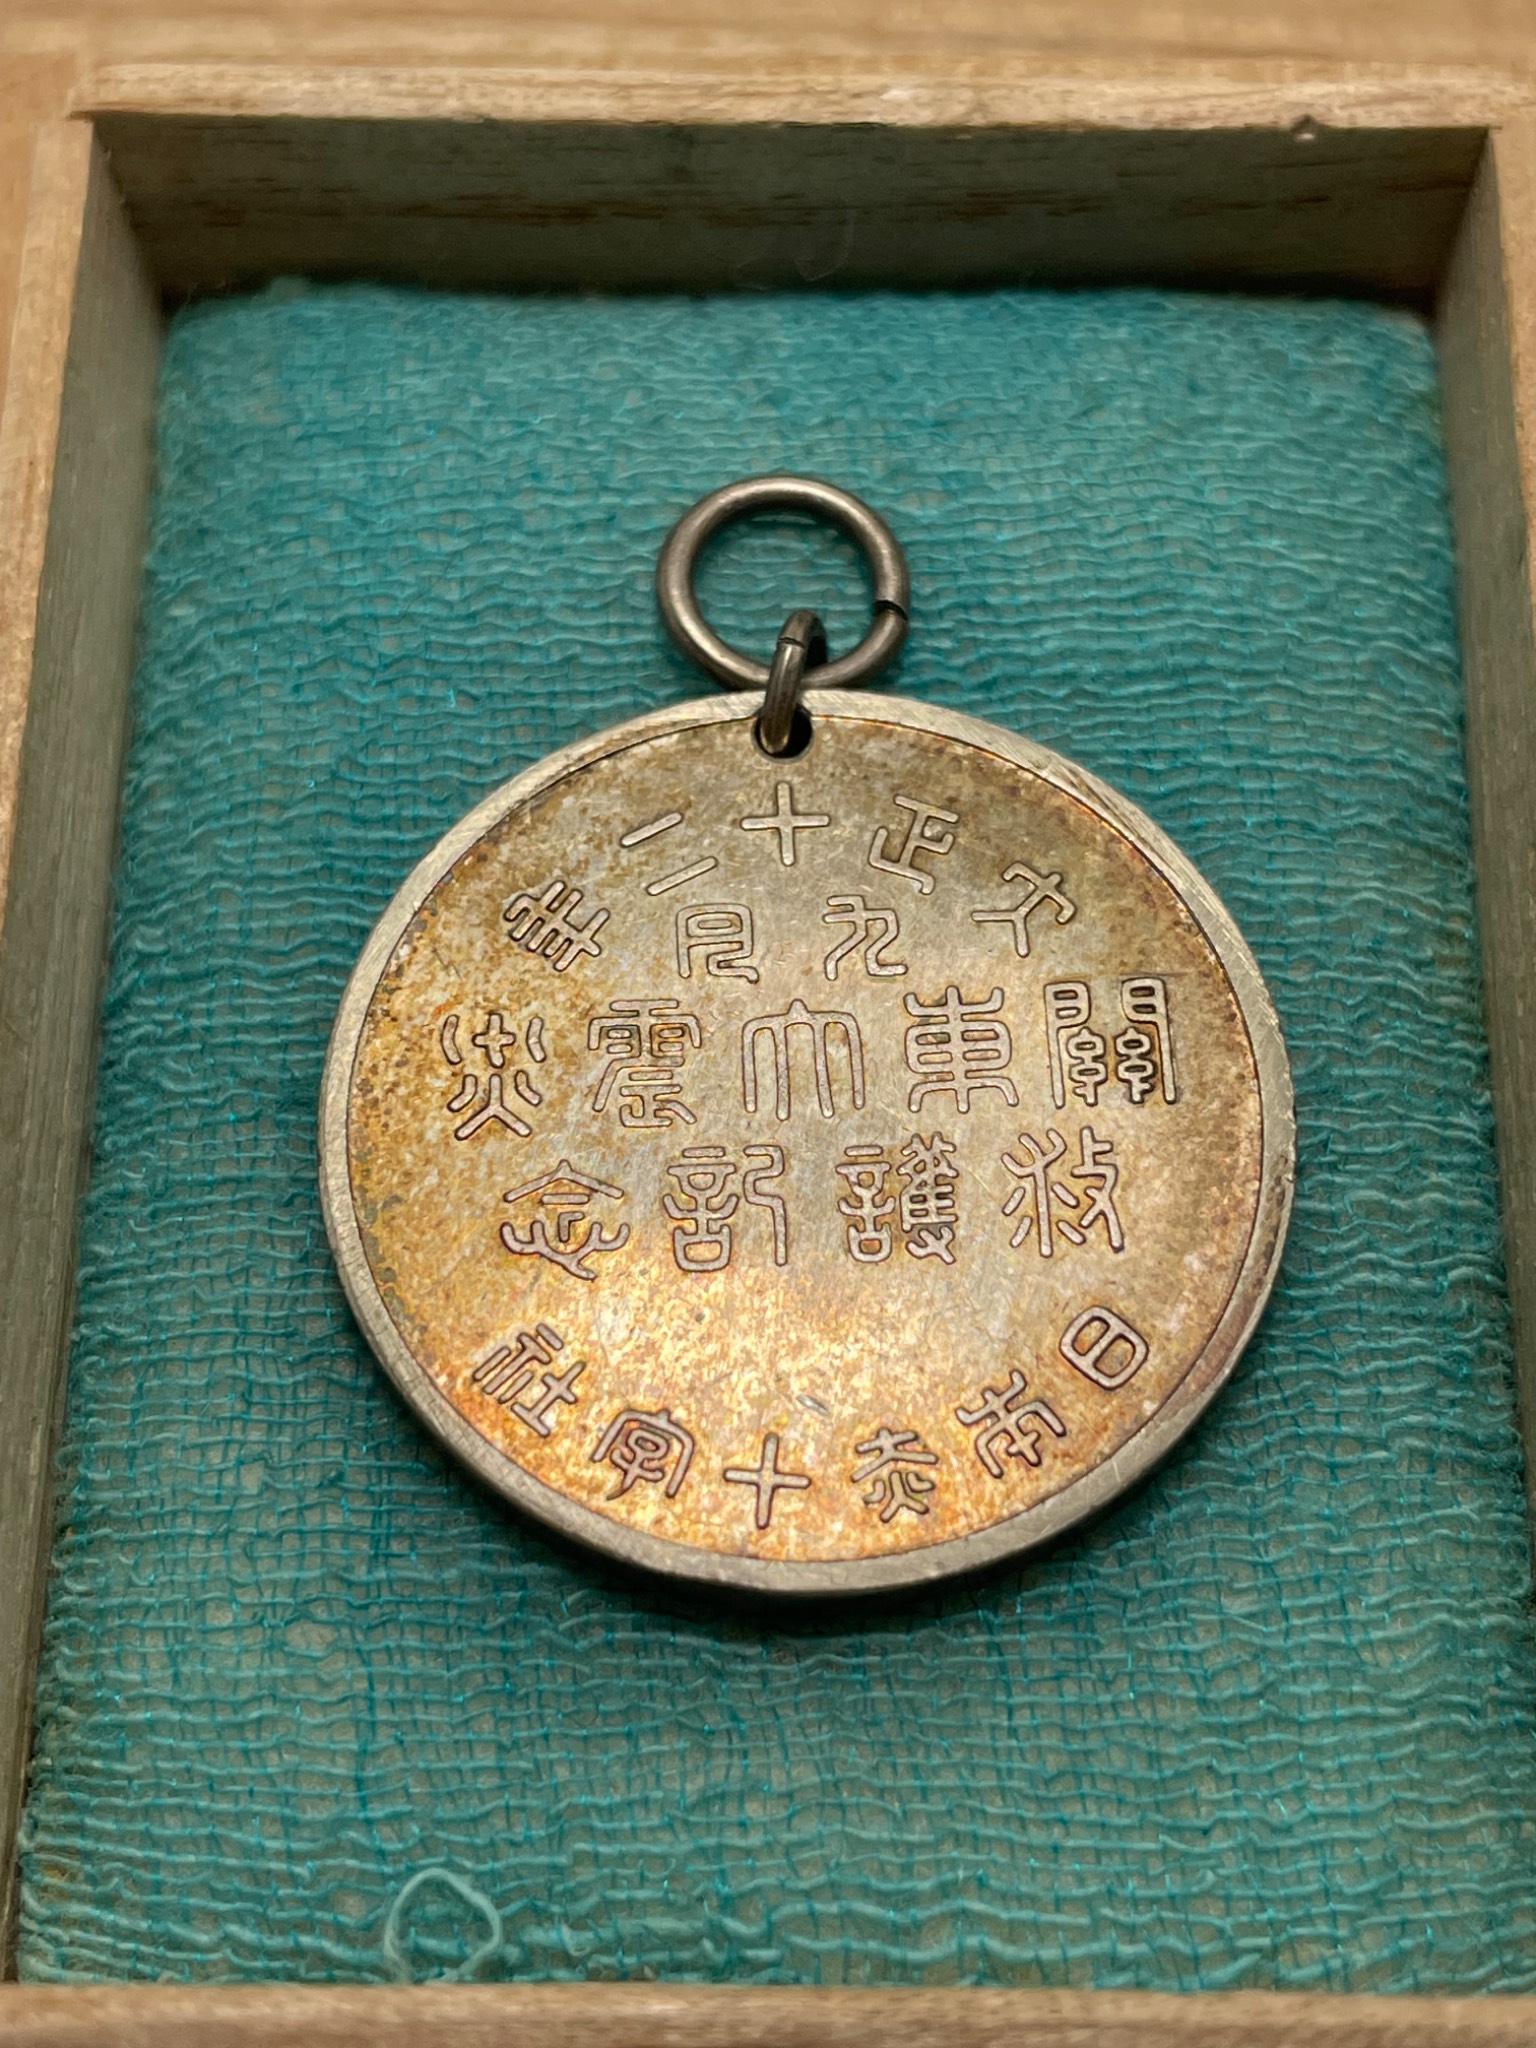 大正十二年
九月
關東大震災
救護記念
日本赤十字社